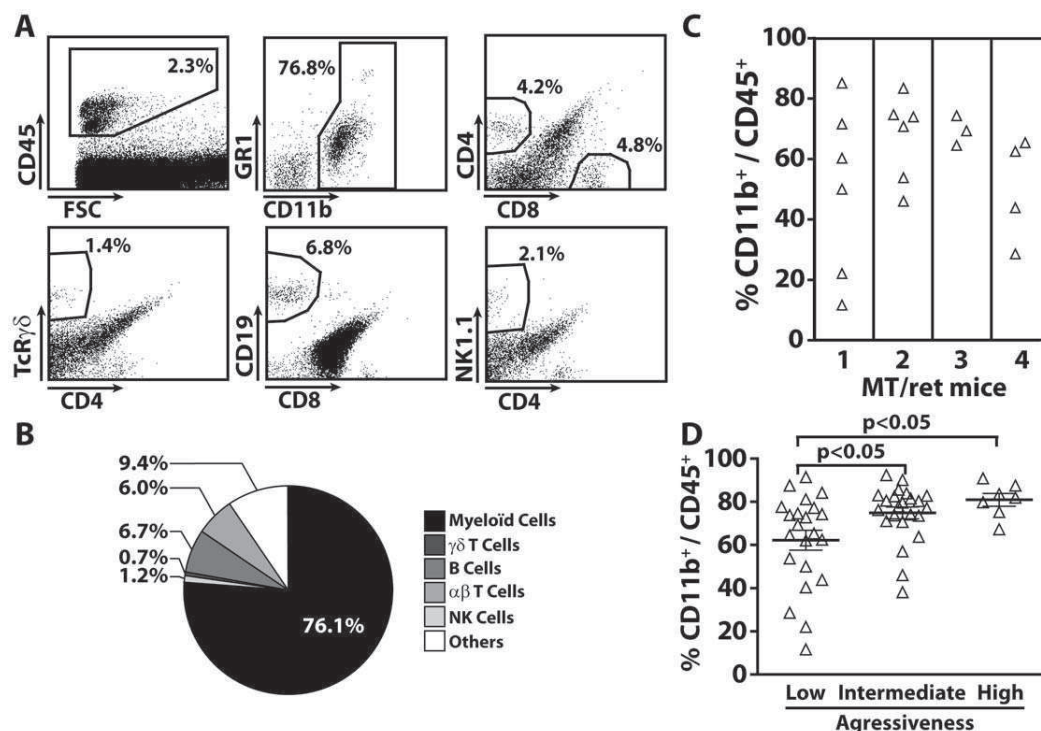 A
2.3%
CD45
FSC
76.8%
GR1
CD11b
4.2%
4.8%
CD4
CD8
1.4%
TcRγδ
CD4
6.8%
CD19
CD8
2.1%
NK1.1
CD4
B
9.4%
6.0%
6.7%
0.7%
1.2%
76.1%
Myeloïd Cells
γδ T Cells
B Cells
αβ T Cells
NK Cells
Others
C
% CD11b+ / CD45+
100
80
60
40
20
0
1 2 3 4
MT/ret mice
D
p<0.05
p<0.05
% CD11b+ / CD45+
100
80
60
40
20
0
Low Intermediate High
Agressiveness